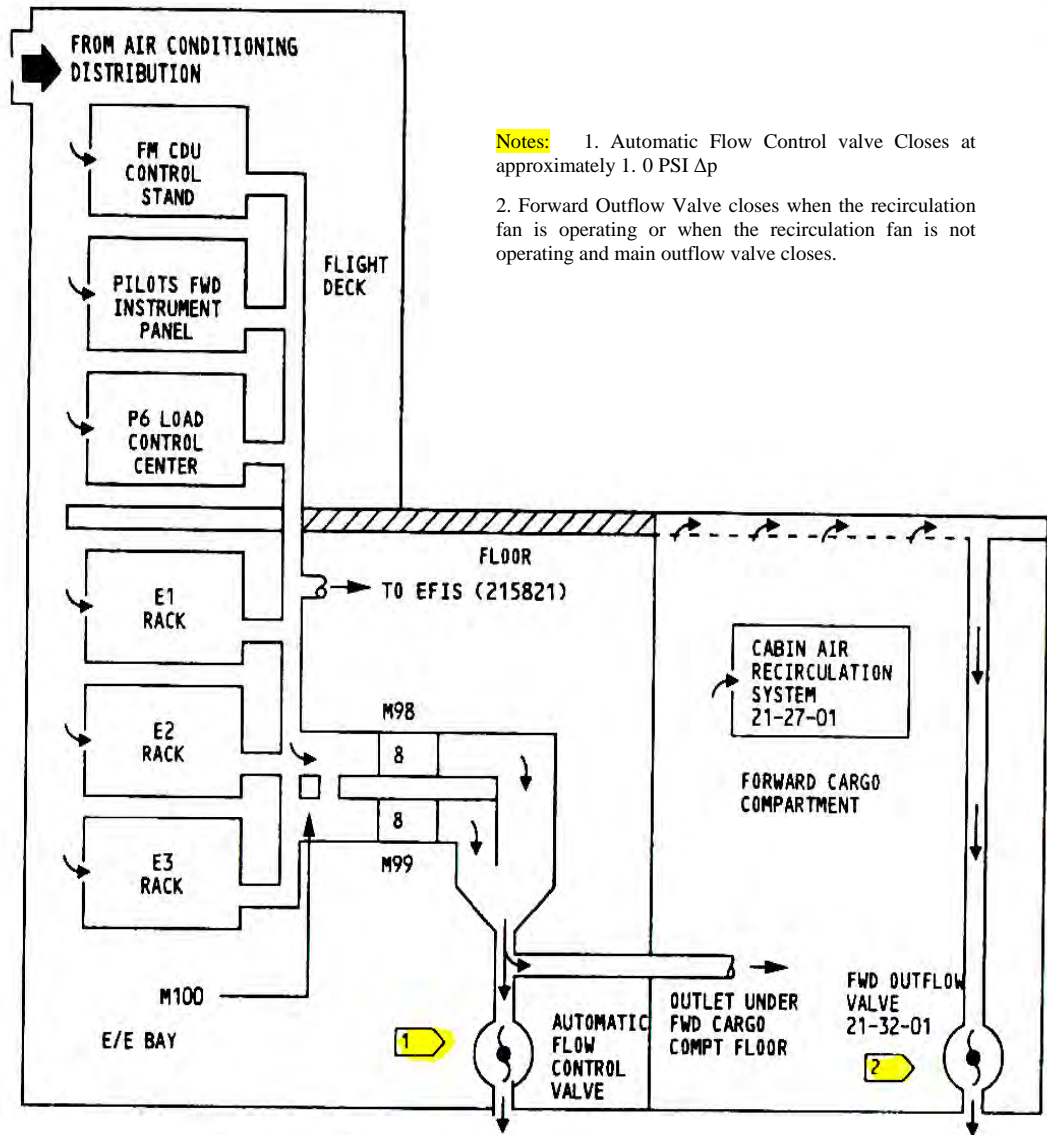 FROM AIR CONDITIONING
DISTRIBUTION
FM CDU
CONTROL
STAND
Notes: 1. Automatic Flow Control valve Closes at
approximately 1. 0 PSI Δp
2. Forward Outflow Valve closes when the recirculation
fan is operating or when the recirculation fan is not
operating and main outflow valve closes.
FLIGHT
DECK
PILOTS FWD
INSTRUMENT
PANEL
P6 LOAD
CONTROL
CENTER
FLOOR
TO EFIS (215821)
E1
RACK
CABIN AIR
RECIRCULATION
SYSTEM
21-27-01
M98
8
E2
RACK
FORWARD CARGO
COMPARTMENT
8
M99
E3
RACK
M100
E/E BAY
1
AUTOMATIC
FLOW
CONTROL
VALVE
OUTLET UNDER
FWD CARGO
COMPT FLOOR
FWD OUTFLOW
VALVE
21-32-01
2